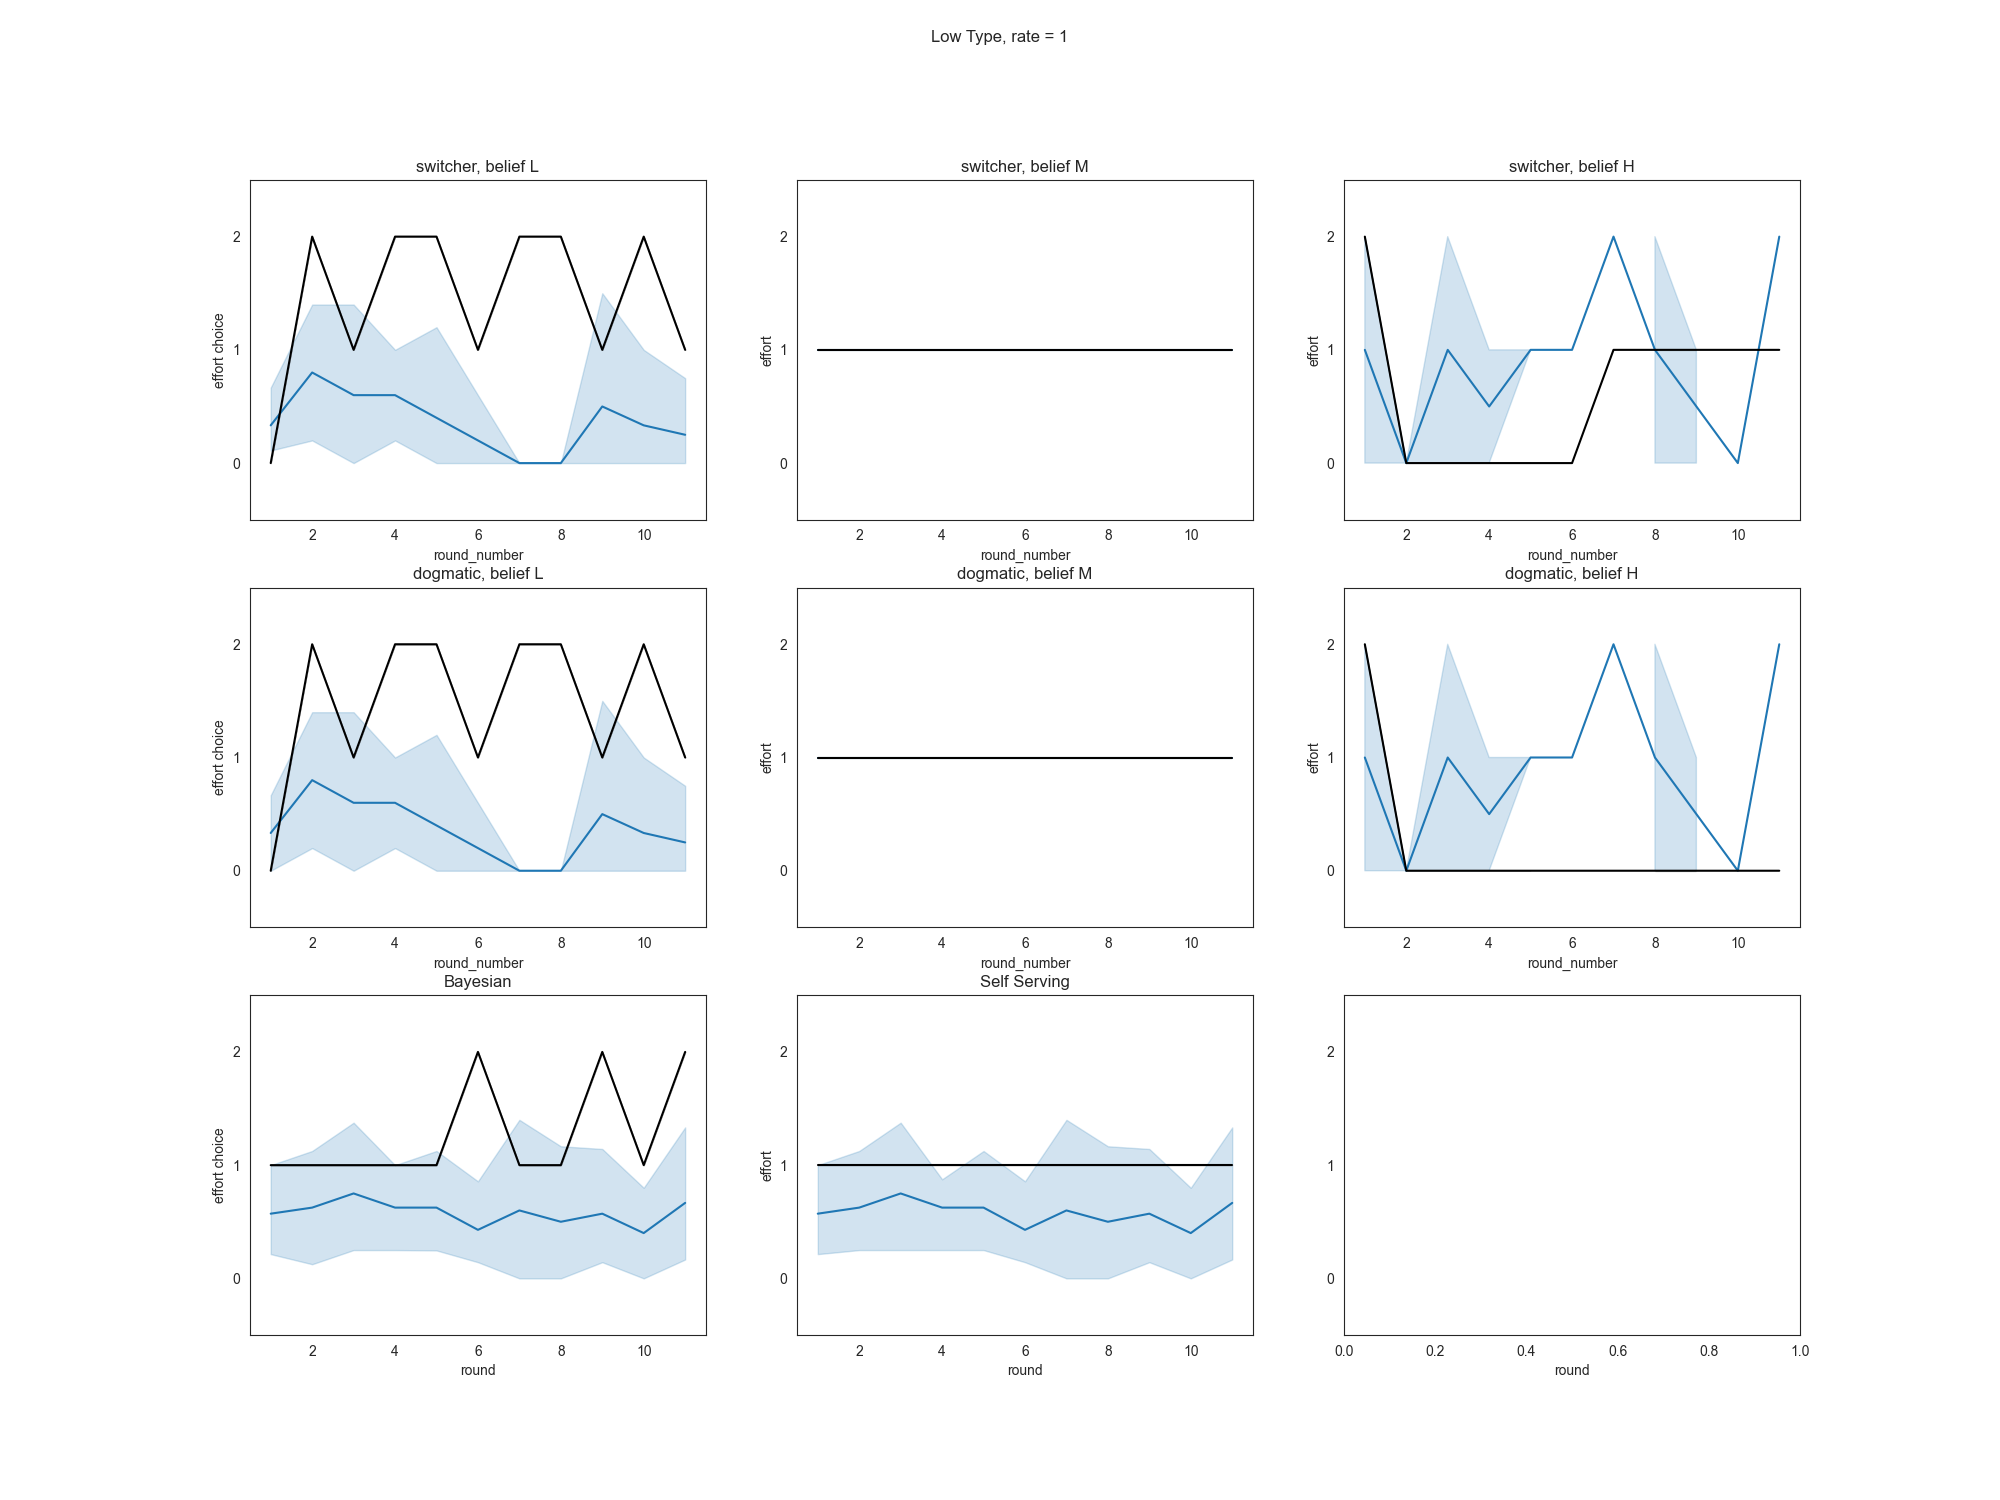 Low Type, rate = 1
switcher, belief L
switcher, belief M
switcher, belief H
effort choice
2
1
0
2 4 6 8 10
round_number
effort
2
1
0
2 4 6 8 10
round_number
effort
2
1
0
2 4 6 8 10
round_number
dogmatic, belief L
dogmatic, belief M
dogmatic, belief H
effort choice
2
1
0
2 4 6 8 10
round_number
effort
2
1
0
2 4 6 8 10
round_number
effort
2
1
0
2 4 6 8 10
round_number
Bayesian
Self Serving
effort choice
2
1
0
2 4 6 8 10
round
effort
2
1
0
2 4 6 8 10
round
2
1
0
0.0 0.2 0.4 0.6 0.8 1.0
round